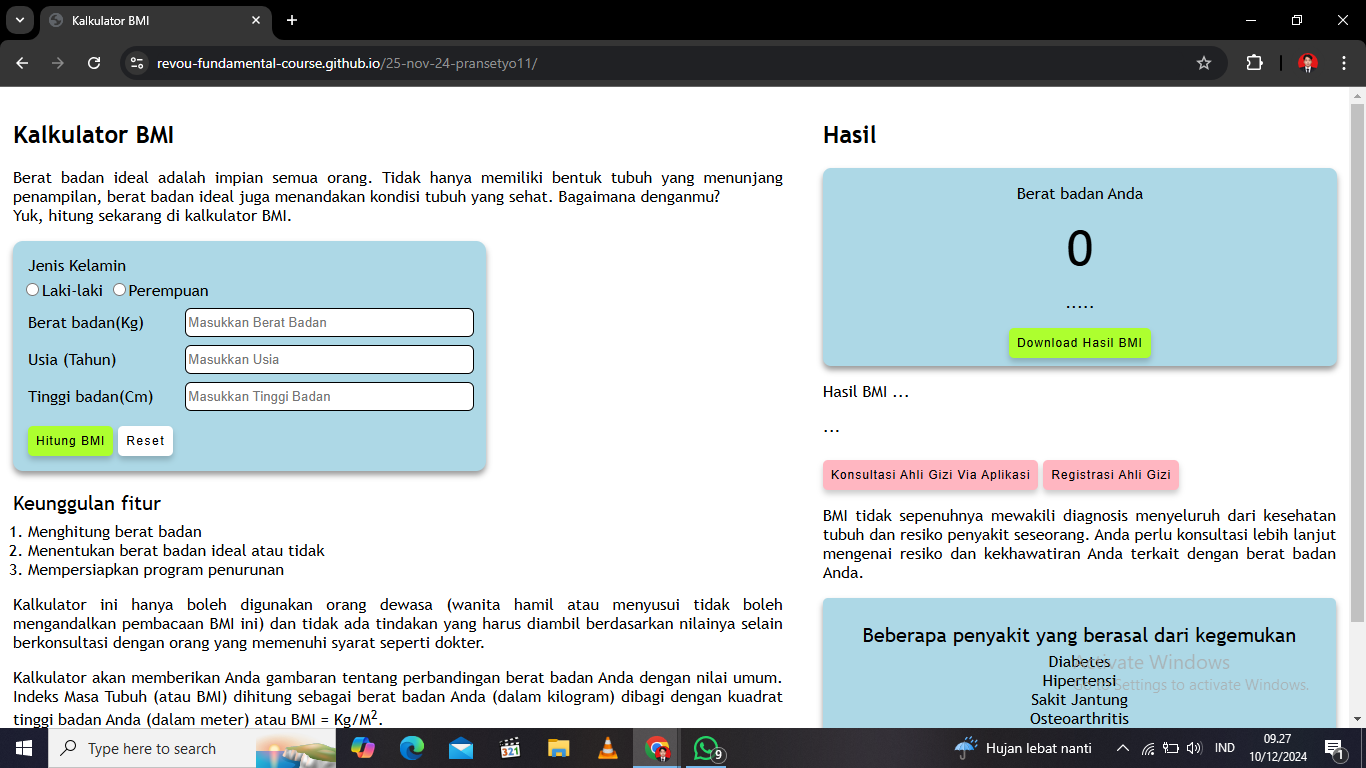 Kalkulator BMI
revou-fundamental-course.github.io/25-nov-24-pransetyo11/
Kalkulator BMI
Berat badan ideal adalah impian semua orang. Tidak hanya memiliki bentuk tubuh yang menunjang
penampilan, berat badan ideal juga menandakan kondisi tubuh yang sehat. Bagaimana denganmu?
Yuk, hitung sekarang di kalkulator BMI.
Jenis Kelamin
Laki-laki Perempuan
Berat badan(Kg) Masukkan Berat Badan
Usia (Tahun) Masukkan Usia
Tinggi badan(Cm) Masukkan Tinggi Badan
Hitung BMI Reset
Keunggulan fitur
1. Menghitung berat badan
2. Menentukan berat badan ideal atau tidak
3. Mempersiapkan program penurunan
Kalkulator ini hanya boleh digunakan orang dewasa (wanita hamil atau menyusui tidak boleh
mengandalkan pembacaan BMI ini) dan tidak ada tindakan yang harus diambil berdasarkan nilainya selain
berkonsultasi dengan orang yang memenuhi syarat seperti dokter.
Kalkulator akan memberikan Anda gambaran tentang perbandingan berat badan Anda dengan nilai umum.
Indeks Masa Tubuh (atau BMI) dihitung sebagai berat badan Anda (dalam kilogram) dibagi dengan kuadrat
tinggi badan Anda (dalam meter) atau BMI = Kg/M².
Hasil
Berat badan Anda
0
.....
Download Hasil BMI
Hasil BMI ...
...
Konsultasi Ahli Gizi Via Aplikasi Registrasi Ahli Gizi
BMI tidak sepenuhnya mewakili diagnosis menyeluruh dari kesehatan
tubuh dan resiko penyakit seseorang. Anda perlu konsultasi lebih lanjut
mengenai resiko dan kekhawatiran Anda terkait dengan berat badan
Anda.
Beberapa penyakit yang berasal dari kegemukan
Diabetes
Hipertensi
Sakit Jantung
Osteoarthritis
Activate Windows
Go to Settings to activate Windows.
Type here to search
321
9
Hujan lebat nanti
IND
09.27
10/12/2024
1